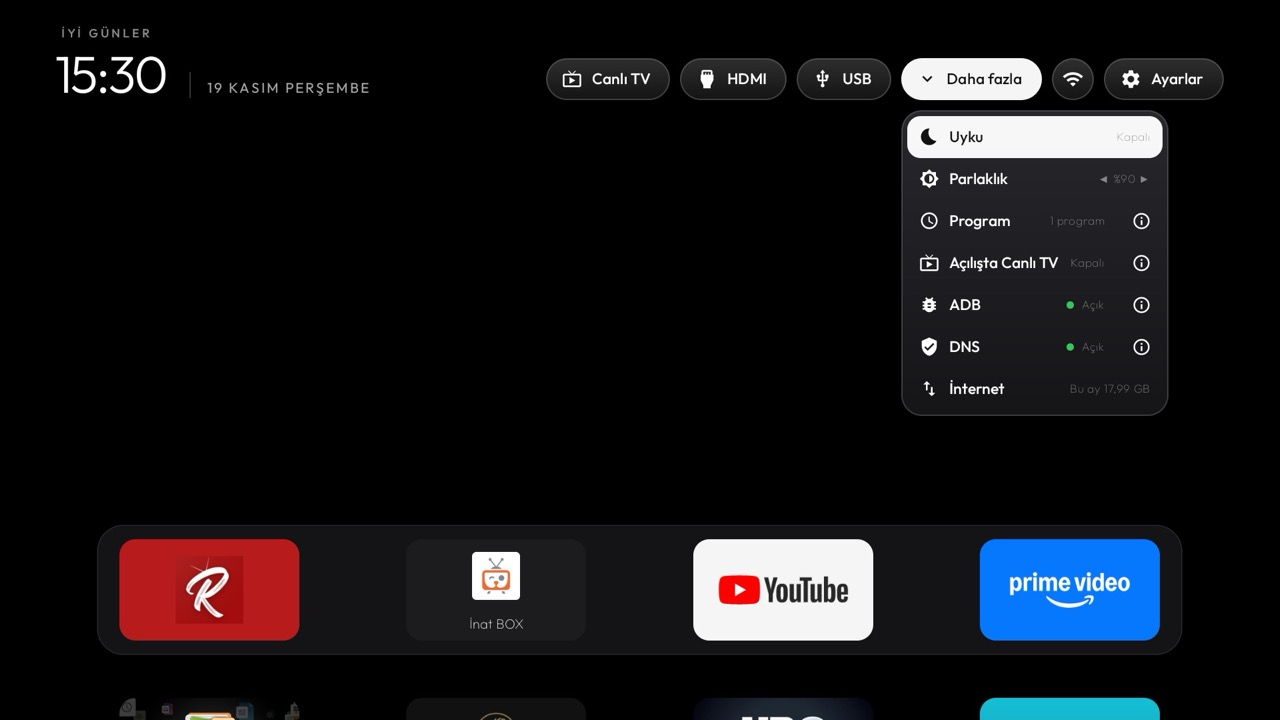 İYİ GÜNLER
15:30
19 KASIM PERŞEMBE
Canlı TV
HDMI
USB
Daha fazla
Ayarlar
Uyku Kapalı
Parlaklık ◀ %90 ▶
Program 1 program
Açılışta Canlı TV Kapalı
ADB Açık
DNS Açık
İnternet Bu ay 17,99 GB
R
İnat BOX
YouTube
prime video